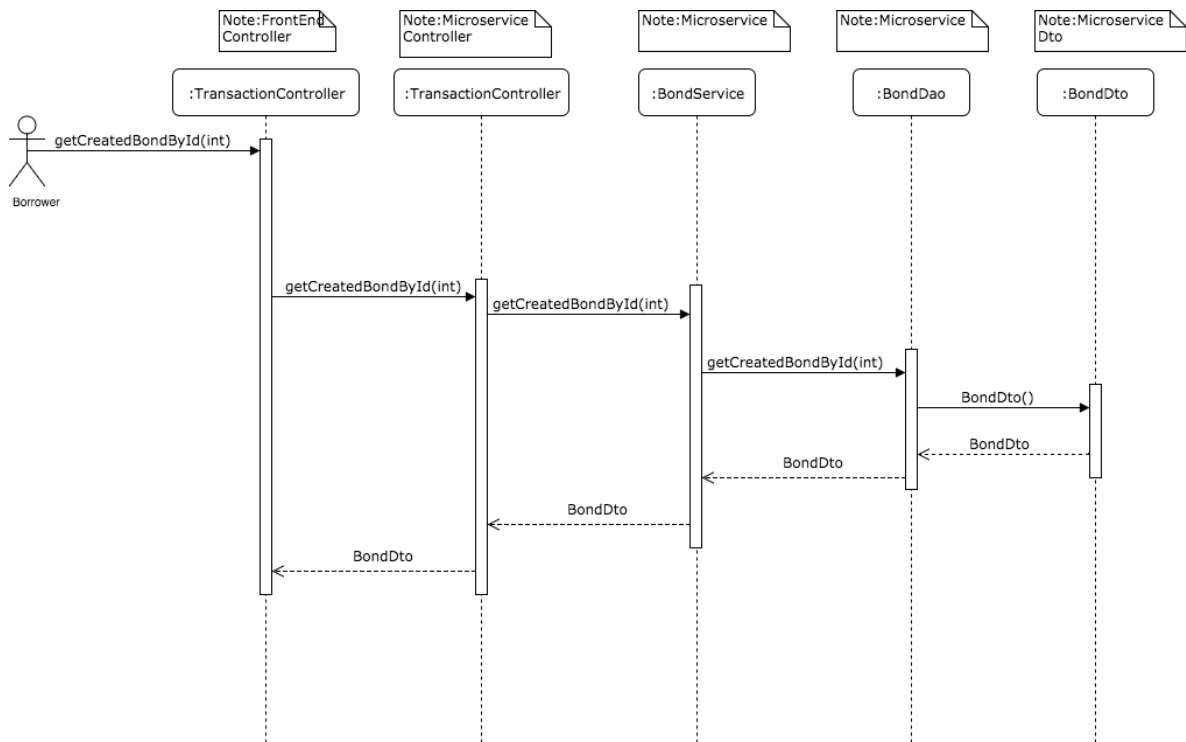 Note:FrontEnd
Controller
Note:Microservice
Controller
Note:Microservice
Note:Microservice
Note:Microservice
Dto
:TransactionController
:TransactionController
:BondService
:BondDao
:BondDto
getCreatedBondById(int)
Borrower
getCreatedBondById(int)
getCreatedBondById(int)
getCreatedBondById(int)
BondDto()
BondDto
BondDto
BondDto
BondDto